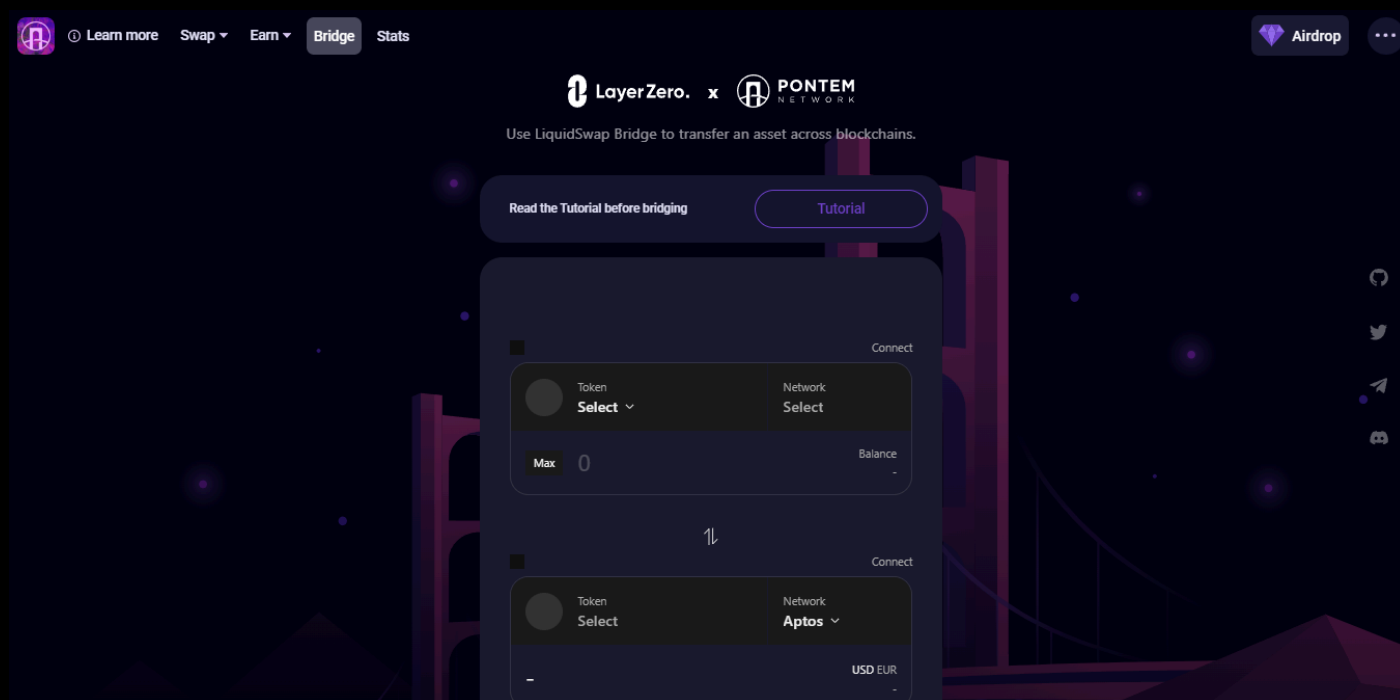 Learn more Swap Earn Bridge Stats Airdrop
LayerZero. x PONTEM NETWORK
Use LiquidSwap Bridge to transfer an asset across blockchains.
Read the Tutorial before bridging Tutorial
Connect
Token Network
Select Select
Max 0 Balance
-
Connect
Token Network
Select Aptos
- USD EUR
-